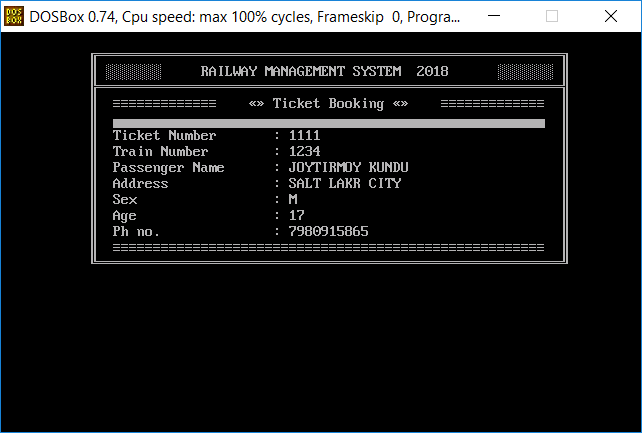 DOSBox 0.74, Cpu speed: max 100% cycles, Frameskip 0, Progra...
RAILWAY MANAGEMENT SYSTEM 2018
============= «» Ticket Booking «» =============
Ticket Number : 1111
Train Number : 1234
Passenger Name : JOYTIRMOY KUNDU
Address : SALT LAKR CITY
Sex : M
Age : 17
Ph no. : 7980915865